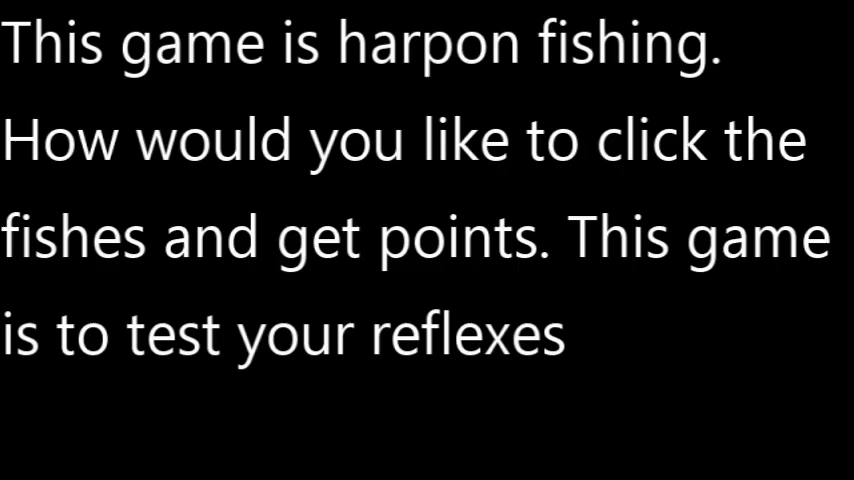 This game is harpon fishing.
How would you like to click the
fishes and get points. This game
is to test your reflexes